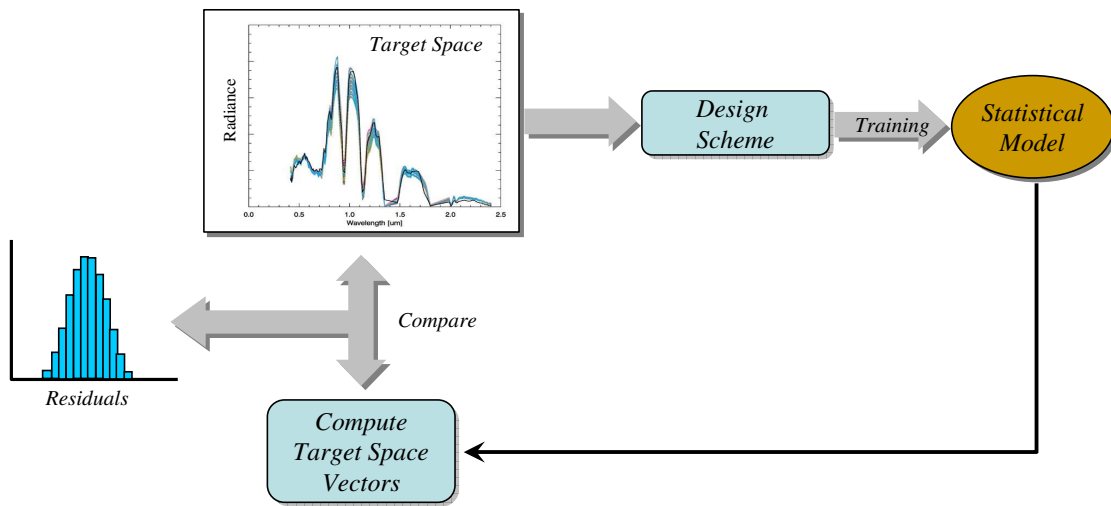 Target Space
Radiance
0.0 0.5 1.0 1.5 2.0 2.5
Wavelength [um]
Design
Scheme
Training
Statistical
Model
Compare
Residuals
Compute
Target Space
Vectors